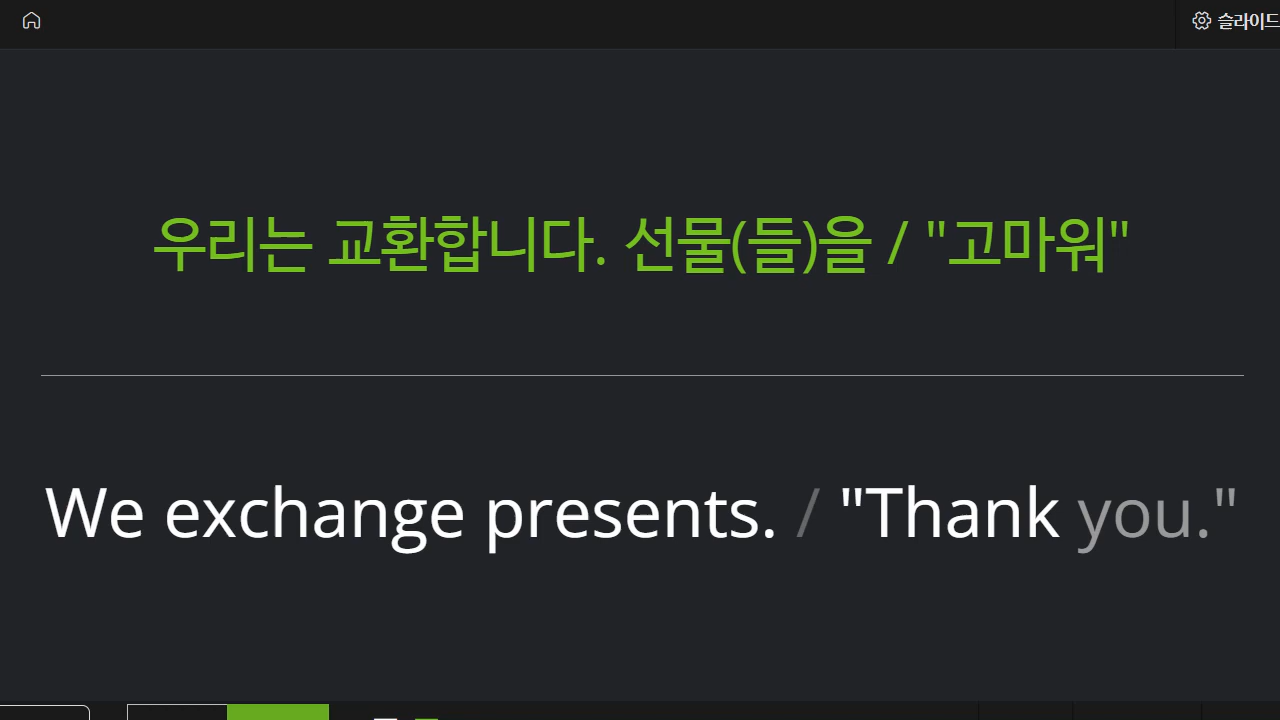 슬라이드
우리는 교환합니다. 선물(들)을 / "고마워"
We exchange presents. / "Thank you."